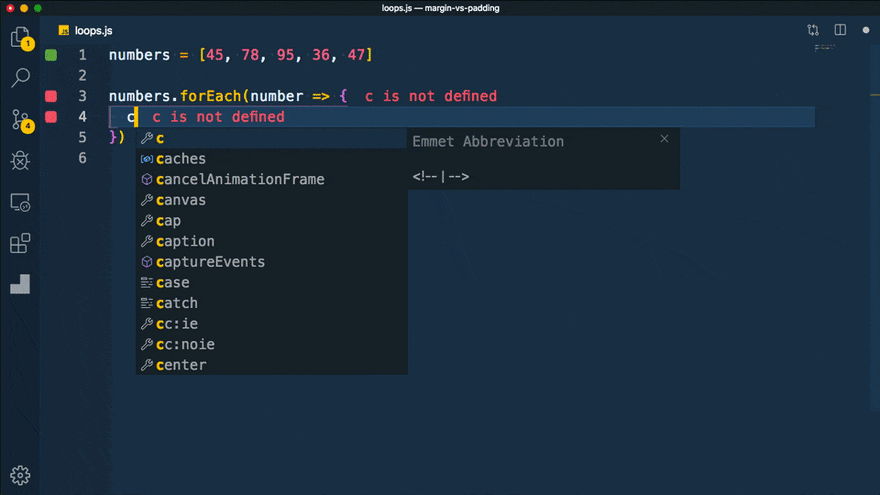 loops.js — margin-vs-padding
JS loops.js
1
1 numbers = [45, 78, 95, 36, 47]
2
3 numbers.forEach(number => { c is not defined
4 c c is not defined
4
5 })
6
c
caches
cancelAnimationFrame
canvas
cap
caption
captureEvents
case
catch
cc:ie
cc:noie
center
Emmet Abbreviation
<!--|-->